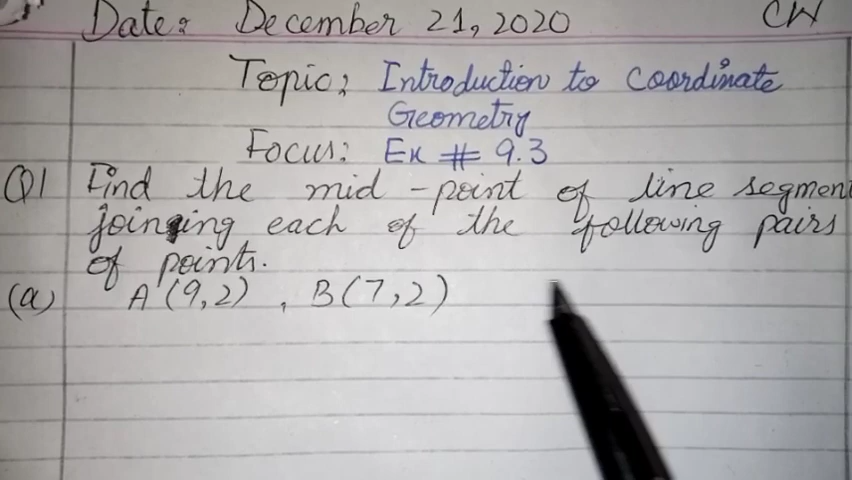 Date: December 21, 2020 CW
Topic: Introduction to Coordinate
Geometry
Focus: Ex # 9.3
Q1 Find the mid-point of line segment
joining each of the following pairs
of points.
(a) A (9,2) , B(7,2)